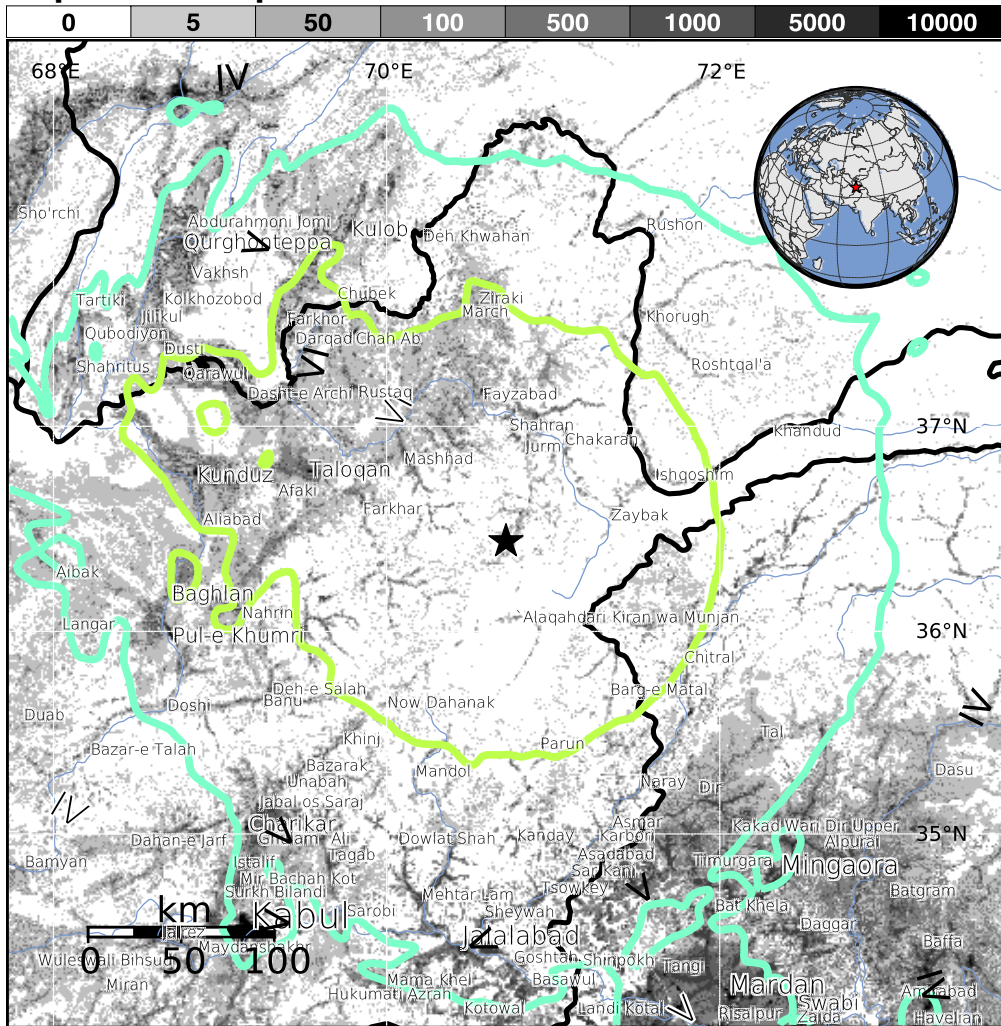 0 5 50 100 500 1000 5000 10000
68°E 70°E 72°E
IV
Sho'rchi
Abdurahmoni Jomi
Rushon
Kulob
Deh Khwahan
Qurghonteppa
V
Vakhsh
Tartiki
Kolkhozobod
Chubek
Ziraki
March
Jilikul
Farkhor
Khorugh
Qubodiyon
Darqad
Chah Ab
Dusti
VI
Shahritus
Qarawul
Roshtqal'a
Dasht-e Archi
Rustaq
Fayzabad
VI
Shahran
Khandud
37°N
Chakaran
Jurm
Mashhad
Kunduz
Taloqan
Ishqoshim
Afaki
Farkhar
Zaybak
Aliabad
Aibak
Baghlan
Nahrin
Alaqahdari Kiran wa Munjan
Langar
Pul-e Khumri
36°N
Chitral
Deh-e Salah
Barg-e Matal
Banu
Now Dahanak
Doshi
Duab
IV
Khinj
Parun
Tal
Bazar-e Talah
Bazarak
Mandol
Dasu
Unabah
Naray
Dir
IV
Jabal os Saraj
Charikar
Asmar
Kakad Wari Dir Upper
35°N
V
Dahan-e Jarf
Ghulam Ali
Dowlat Shah
Kanday
Karbori
Alpurai
Tagab
Asadabad
Bamyan
Istalif
Timurgara
Mingaora
Sar Kani
Mir Bachah Kot
Tsowkey
V
Batgram
Surkh Bilandi
Mehtar Lam
Bat Khela
km
Kabul
Sarobi
Sheywah
Daggar
Jalrez
Jalalabad
Baffa
Maydanshakhr
Wuleswali Bihsud
Goshtah
Shinpokh
Tangi
0 50 100
Miran
Mama Khel
Basawul
Mardan
Hukumati Azrah
Amirabad
Kotowal
Landi Kotal
V
Risalpur
Swabi
Zaida
Havelian